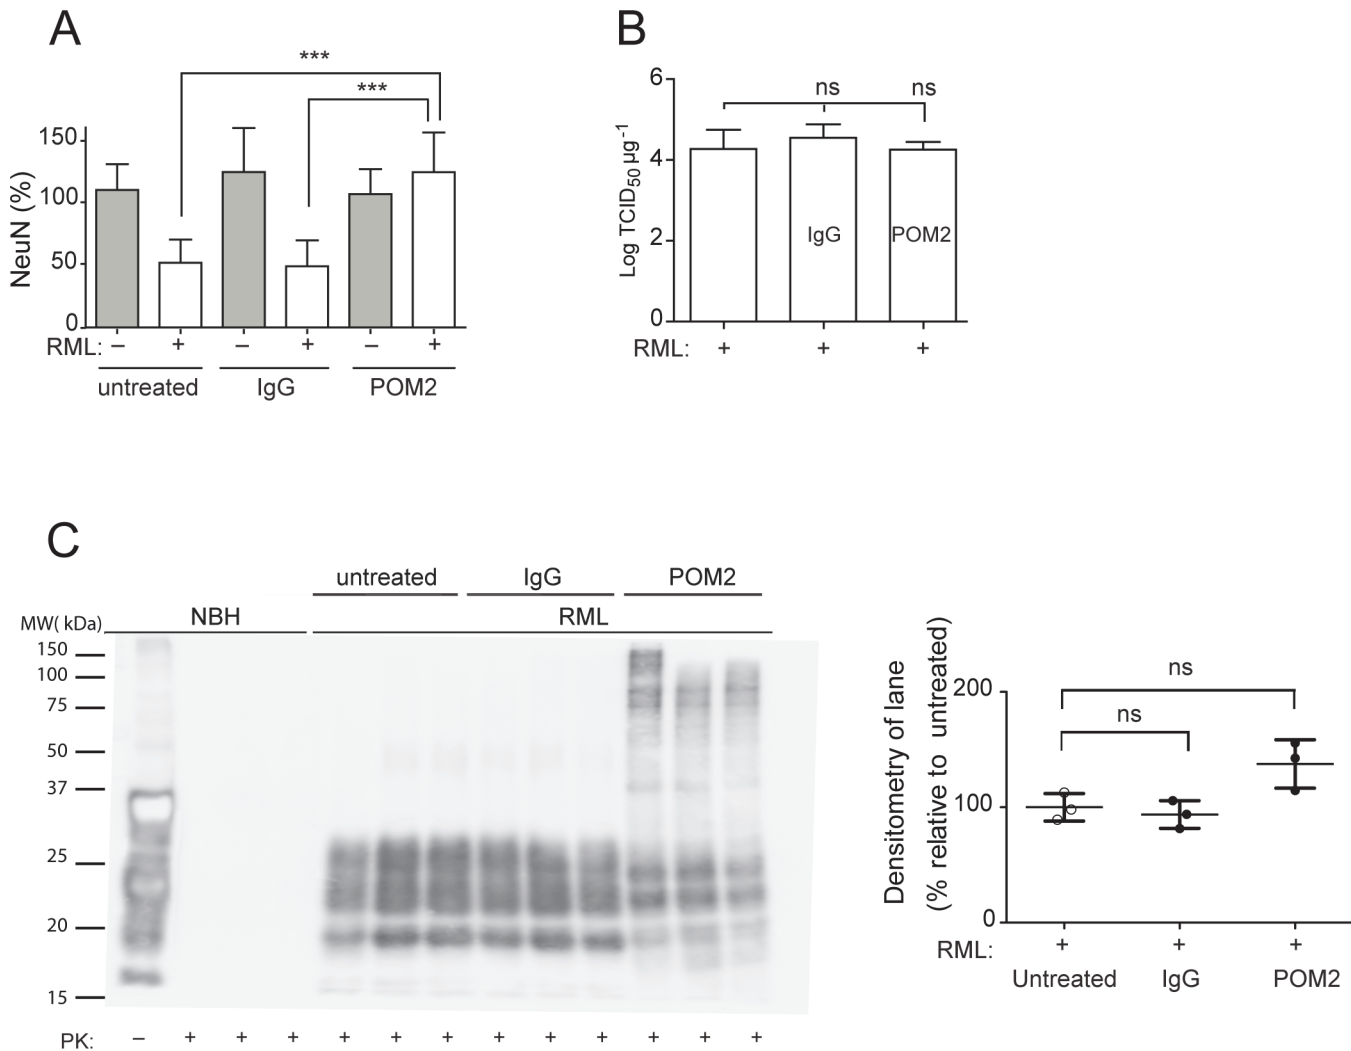 A
***
***
NeuN (%)
150
100
50
0
RML: – + – + – +
untreated IgG POM2
B
ns ns
Log TCID50 µg-1
6
4
2
0
IgG POM2
RML: + + +
C
untreated IgG POM2
MW( kDa) NBH RML
150
100
75
50
37
25
20
15
PK: – + + + + + + + + + + + +
Densitometry of lane
(% relative to untreated)
ns
ns
200
100
0
RML: + + +
Untreated IgG POM2